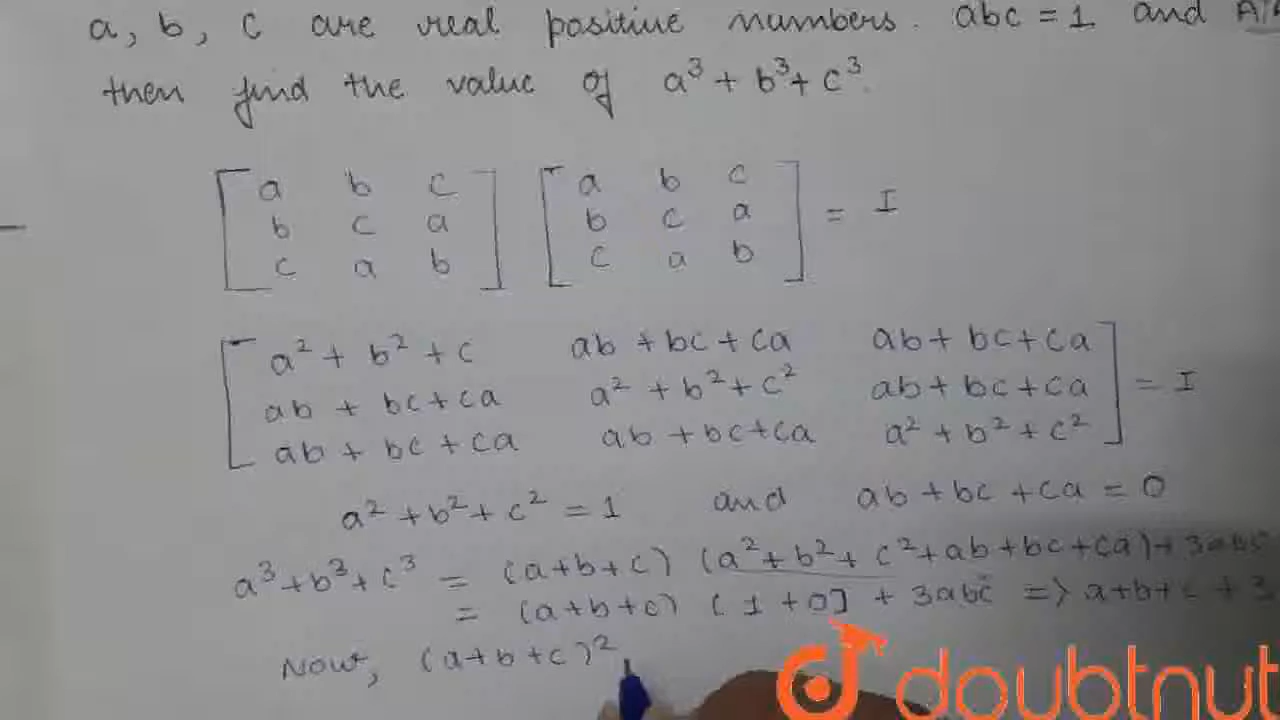 a, b, c are real positive numbers. abc = 1 and
then find the value of a³ + b³ + c³.
[ a b c ] [ a b c ]
[ b c a ] [ b c a ] = I
[ c a b ] [ c a b ]
[ a² + b² + c ab + bc + ca ab + bc + ca ]
[ ab + bc + ca a² + b² + c² ab + bc + ca ] = I
[ ab + bc + ca ab + bc + ca a² + b² + c² ]
a² + b² + c² = 1 and ab + bc + ca = 0
a³ + b³ + c³ = (a+b+c) (a² + b² + c² + ab + bc + ca) + 3abc
= (a+b+c) [1 + 0] + 3abc => a+b+c + 3
Now, (a+b+c)²
doubtnut